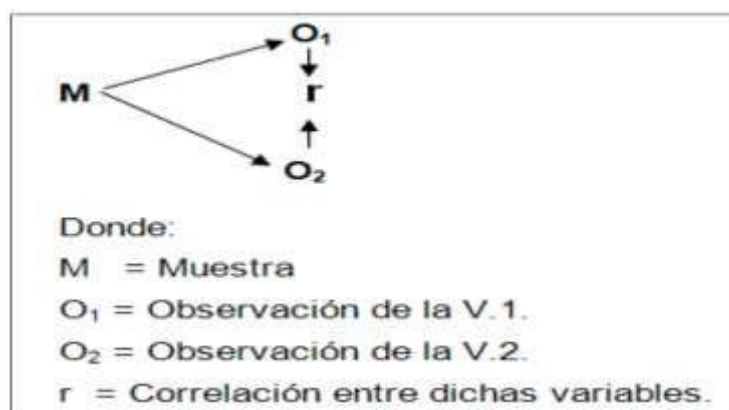 O₁
M r
O₂
Donde:
M = Muestra
O₁ = Observación de la V.1.
O₂ = Observación de la V.2.
r = Correlación entre dichas variables.